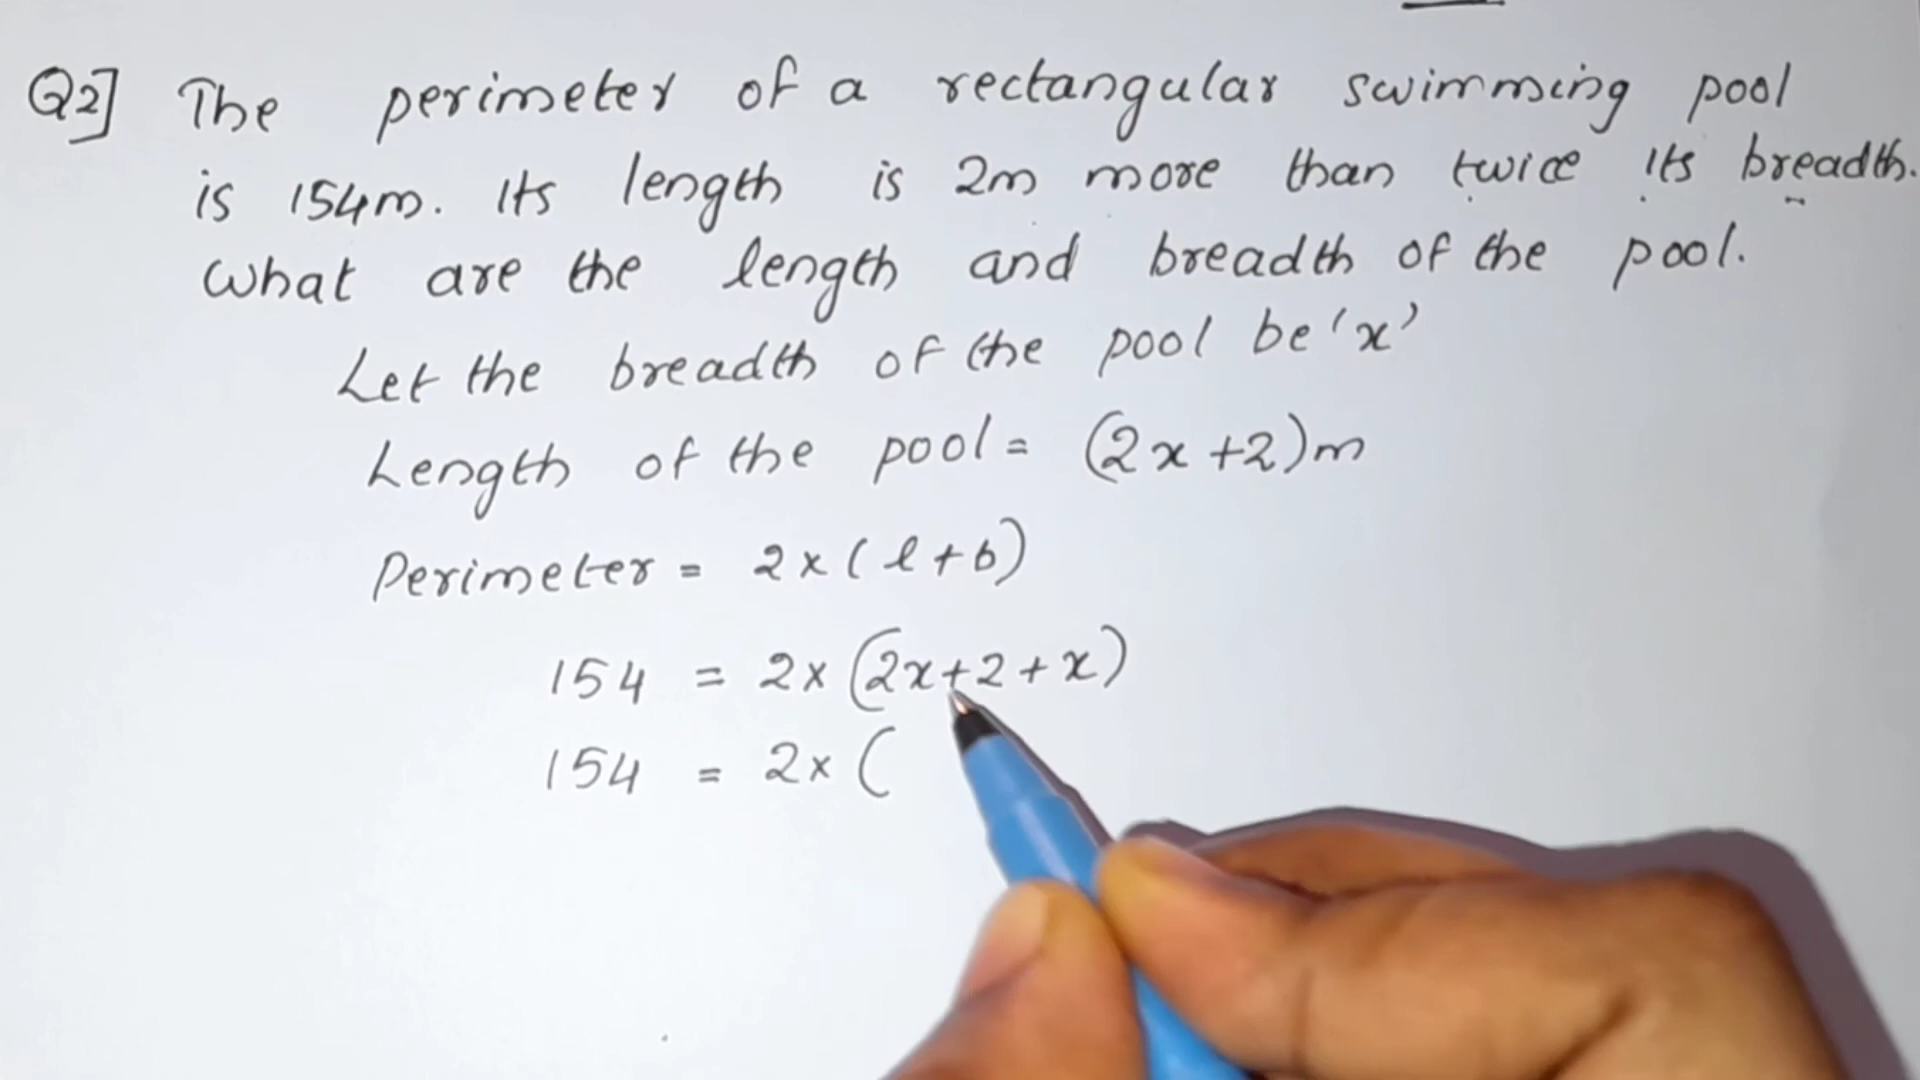 Q2] The perimeter of a rectangular swimming pool
is 154m. Its length is 2m more than twice its breadth.
What are the length and breadth of the pool.
Let the breadth of the pool be 'x'
Length of the pool = (2x+2)m
Perimeter = 2×(l+b)
154 = 2×(2x+2+x)
154 = 2×(